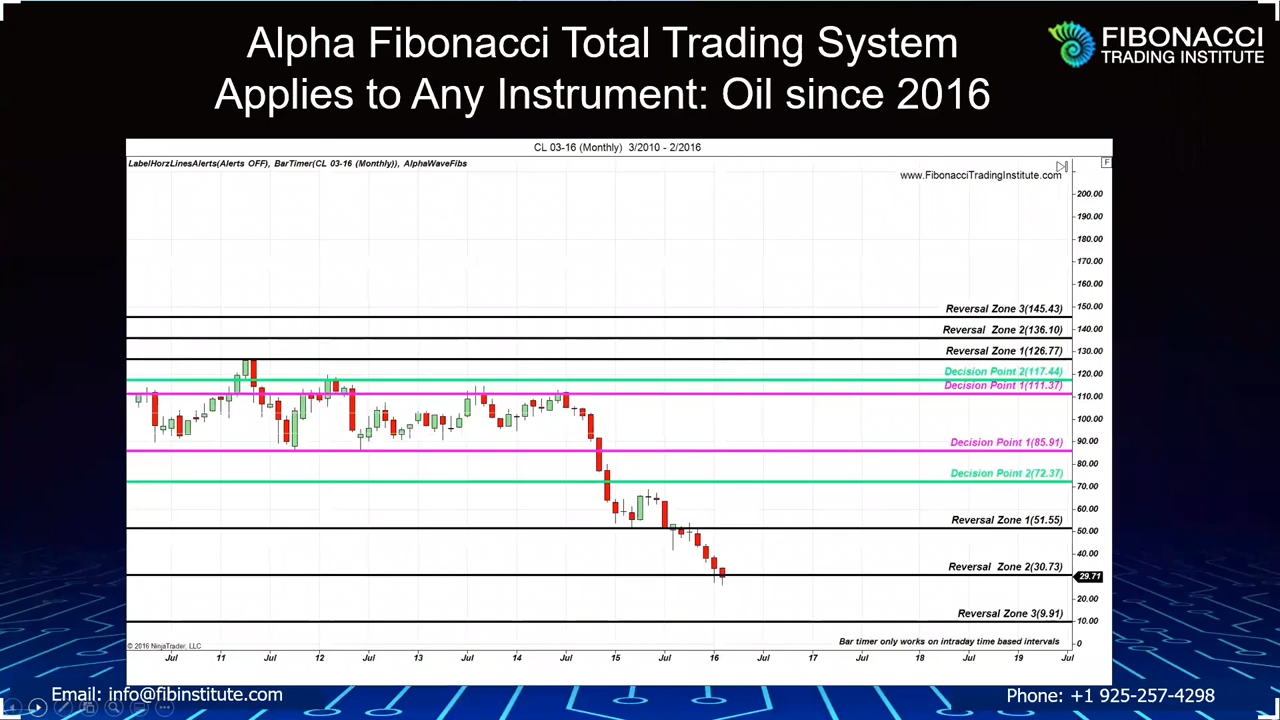 Alpha Fibonacci Total Trading System
Applies to Any Instrument: Oil since 2016
FIBONACCI
TRADING INSTITUTE
CL 03-16 (Monthly)  3/2010 - 2/2016
LabelHorzLinesAlerts(Alerts OFF), BarTimer(CL 03-16 (Monthly)), AlphaWaveFibs
F
www.FibonacciTradingInstitute.com
200.00
190.00
180.00
170.00
160.00
150.00
Reversal Zone 3(145.43)
140.00
Reversal  Zone 2(136.10)
130.00
Reversal Zone 1(126.77)
120.00
Decision Point 2(117.44)
Decision Point 1(111.37)
110.00
100.00
90.00
Decision Point 1(85.91)
80.00
Decision Point 2(72.37)
70.00
60.00
Reversal Zone 1(51.55)
50.00
40.00
Reversal  Zone 2(30.73)
29.71
20.00
Reversal Zone 3(9.91)
10.00
Bar timer only works on intraday time based intervals
0
© 2016 NinjaTrader, LLC
Jul 11 Jul 12 Jul 13 Jul 14 Jul 15 Jul 16 Jul 17 Jul 18 Jul 19 Jul
Email: info@fibinstitute.com
Phone: +1 925-257-4298